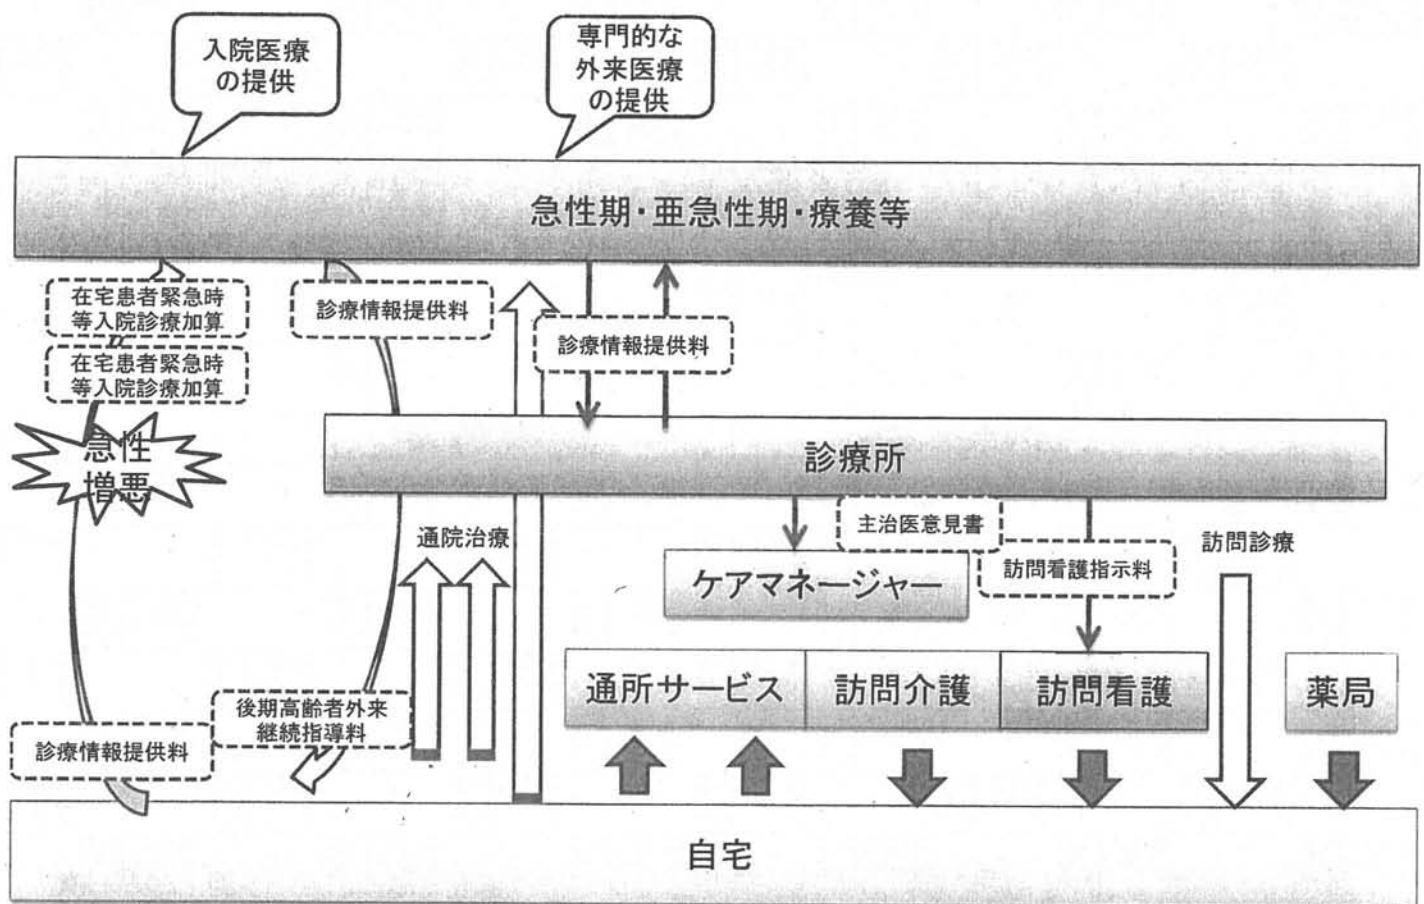 入院医療
の提供
専門的な
外来医療
の提供
急性期・亜急性期・療養等
在宅患者緊急時
等入院診療加算
在宅患者緊急時
等入院診療加算
診療情報提供料
診療情報提供料
急性
増悪
診療所
通院治療
主治医意見書
訪問診療
ケアマネージャー
訪問看護指示料
通所サービス
訪問介護
訪問看護
薬局
後期高齢者外来
継続指導料
診療情報提供料
自宅